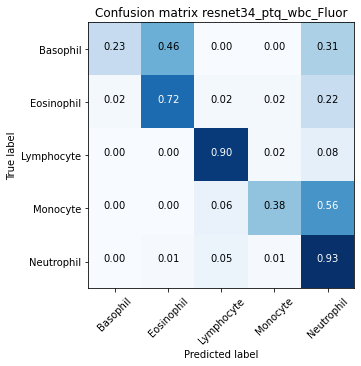 Confusion matrix resnet34_ptq_wbc_Fluor
True label
Basophil 0.23 0.46 0.00 0.00 0.31
Eosinophil 0.02 0.72 0.02 0.02 0.22
Lymphocyte 0.00 0.00 0.90 0.02 0.08
Monocyte 0.00 0.00 0.06 0.38 0.56
Neutrophil 0.00 0.01 0.05 0.01 0.93
Basophil Eosinophil Lymphocyte Monocyte Neutrophil
Predicted label